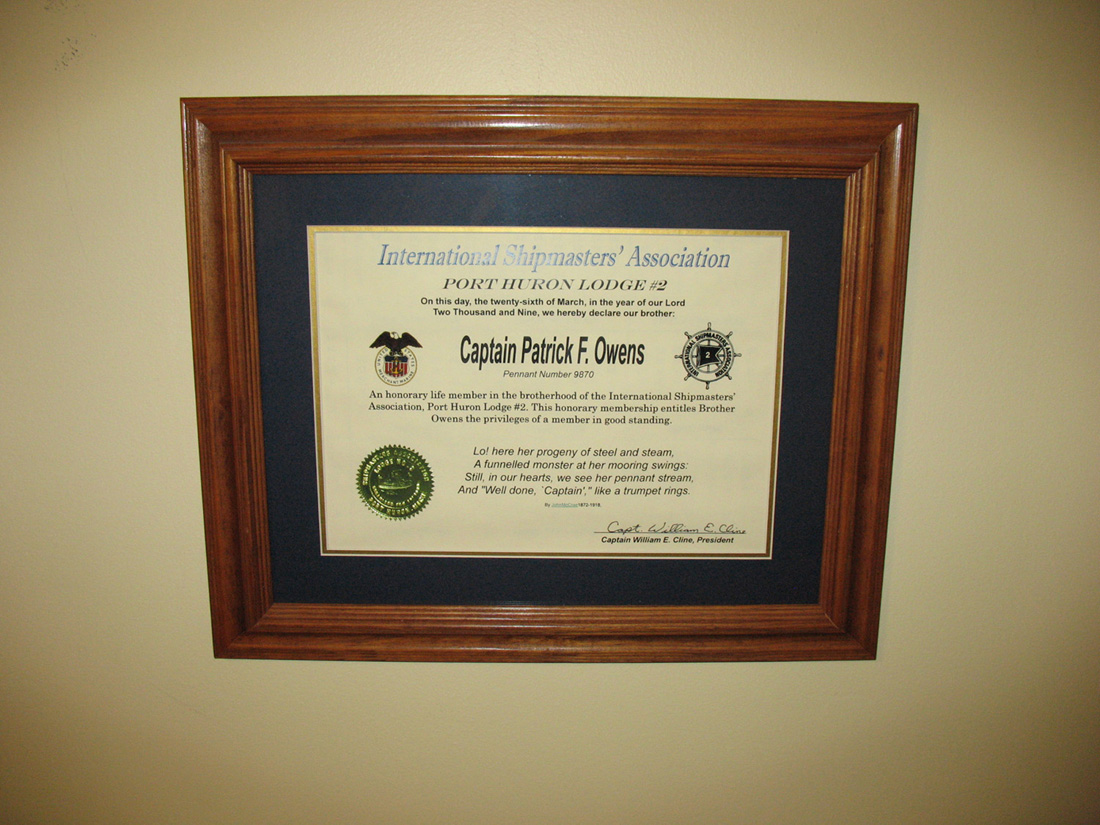 International Shipmasters' Association
PORT HURON LODGE #2
On this day, the twenty-sixth of March, in the year of our Lord
Two Thousand and Nine, we hereby declare our brother:
Captain Patrick F. Owens
Pennant Number 9870
INTERNATIONAL SHIPMASTERS ASSOCIATION
2
An honorary life member in the brotherhood of the International Shipmasters'
Association, Port Huron Lodge #2. This honorary membership entitles Brother
Owens the privileges of a member in good standing.
Lo! here her progeny of steel and steam,
A funnelled monster at her mooring swings:
Still, in our hearts, we see her pennant stream,
And "Well done, `Captain'," like a trumpet rings.
Capt. William E. Cline
Captain William E. Cline, President